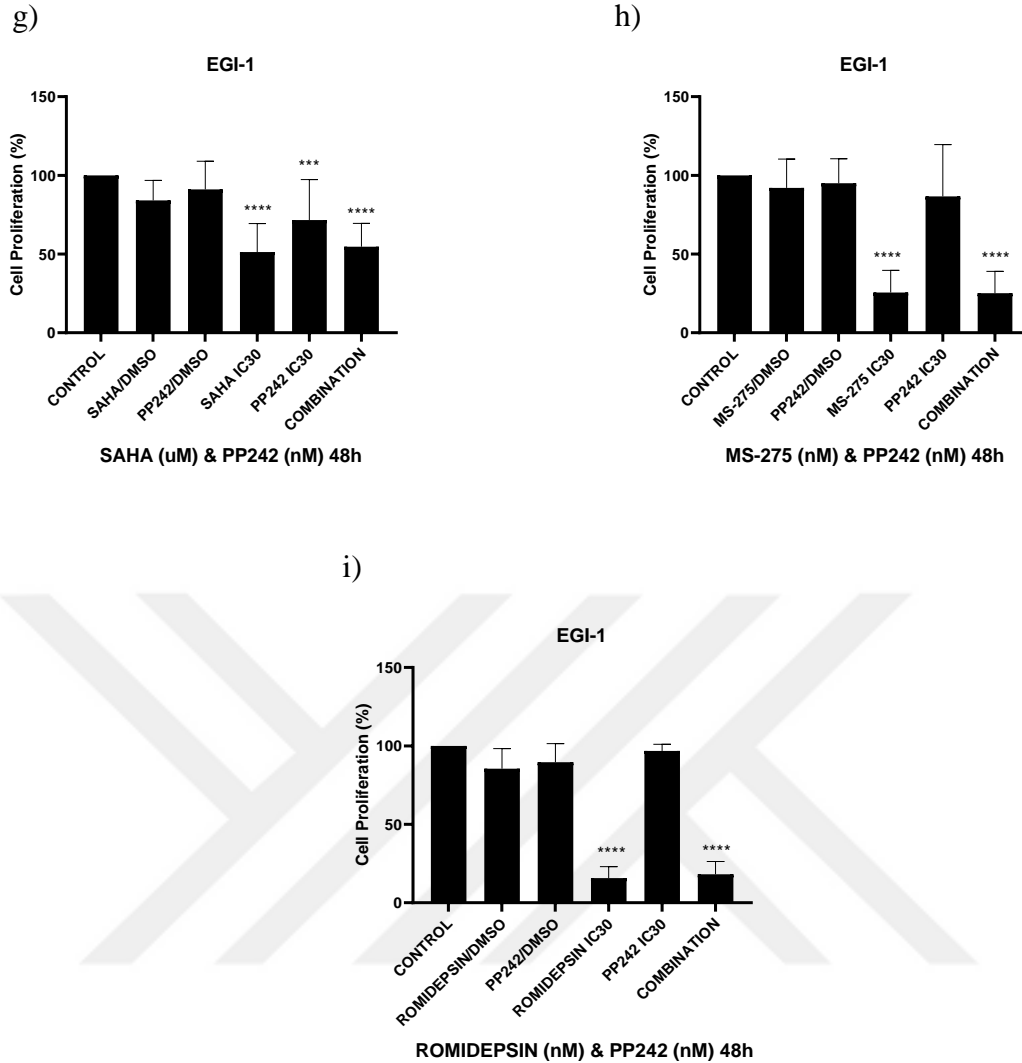 g)
EGI-1
Cell Proliferation (%)
150
100
50
0
****
***
****
CONTROL
SAHA/DMSO
PP242/DMSO
SAHA IC30
PP242 IC30
COMBINATION
SAHA (uM) & PP242 (nM) 48h
h)
EGI-1
Cell Proliferation (%)
150
100
50
0
****
****
CONTROL
MS-275/DMSO
PP242/DMSO
MS-275 IC30
PP242 IC30
COMBINATION
MS-275 (nM) & PP242 (nM) 48h
i)
EGI-1
Cell Proliferation (%)
150
100
50
0
****
****
CONTROL
ROMIDEPSIN/DMSO
PP242/DMSO
ROMIDEPSIN IC30
PP242 IC30
COMBINATION
ROMIDEPSIN (nM) & PP242 (nM) 48h